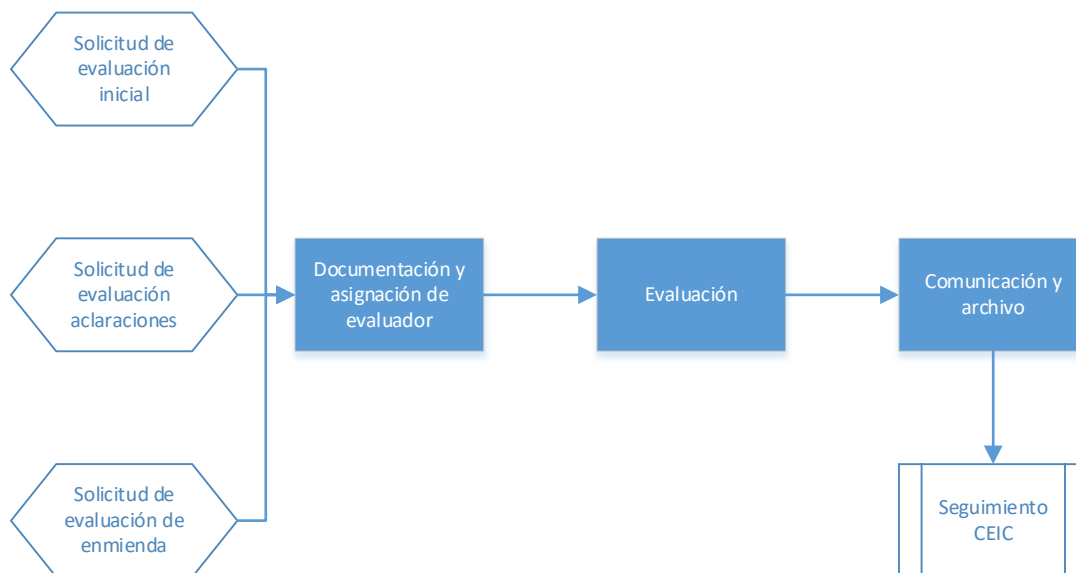 Solicitud de
evaluación
inicial
Solicitud de
evaluación
aclaraciones
Documentación y
asignación de
evaluador
Evaluación
Comunicación y
archivo
Solicitud de
evaluación de
enmienda
Seguimiento
CEIC